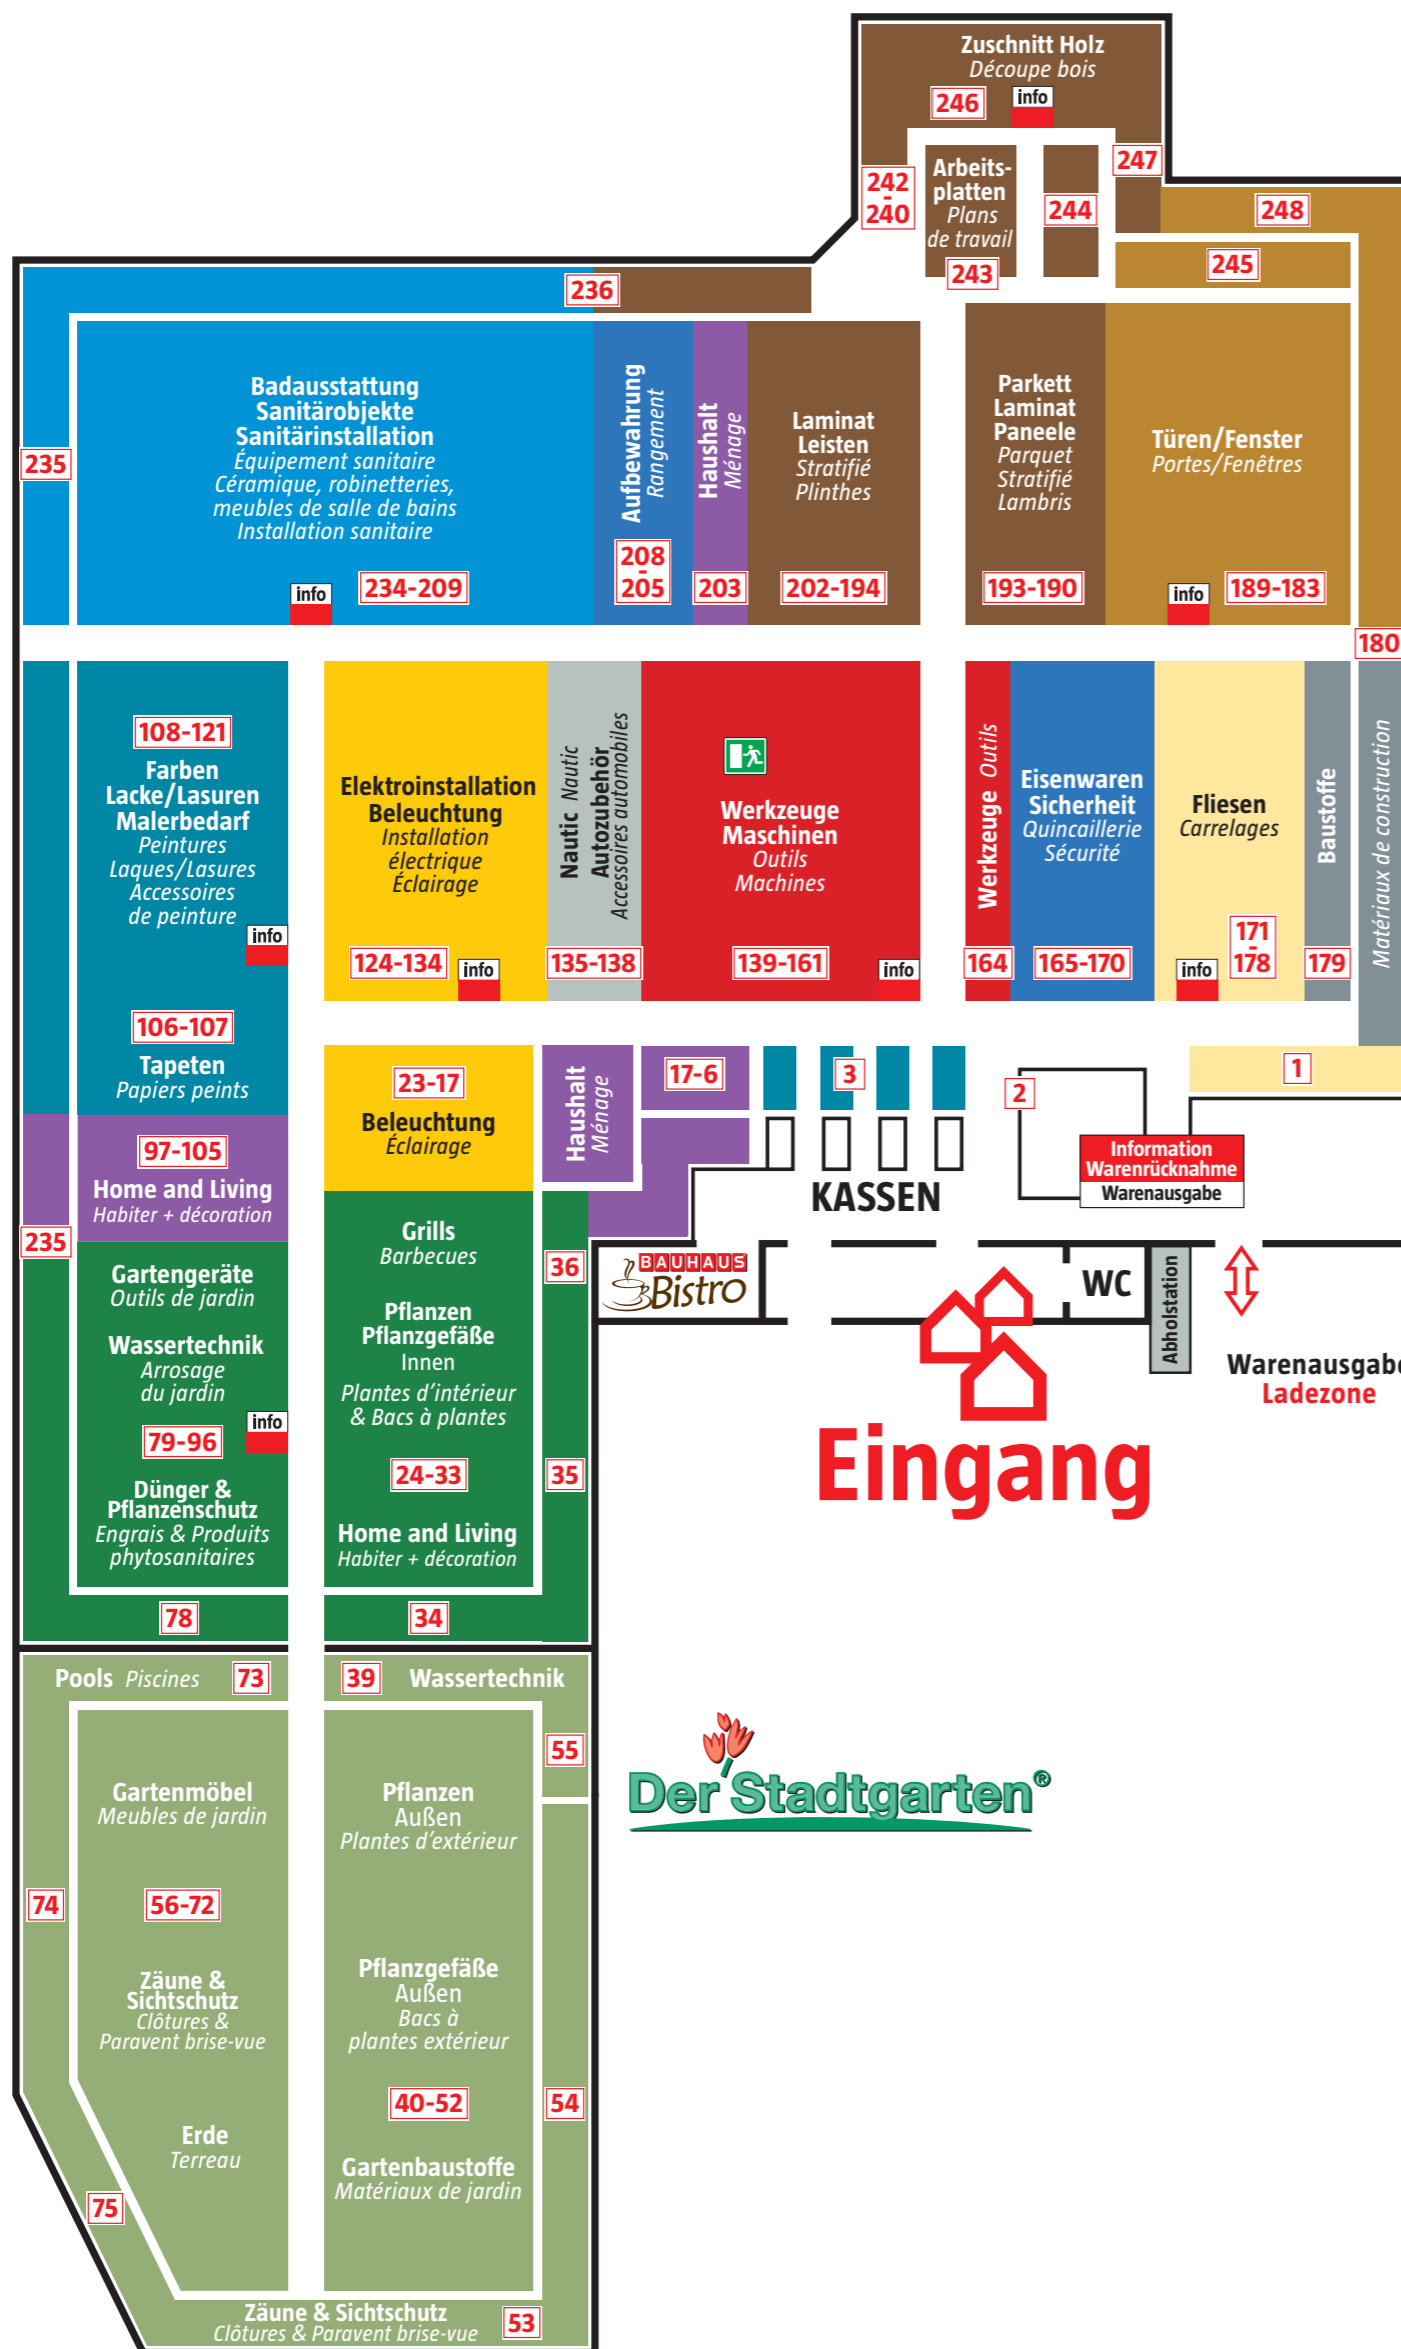 Zuschnitt Holz
Découpe bois
246
info
247
242
-
240
Arbeits-
platten
Plans
de travail
243
244
248
245
236
235
Badausstattung
Sanitärobjekte
Sanitärinstallation
Équipement sanitaire
Céramique, robinetteries,
meubles de salle de bains
Installation sanitaire
info
234-209
Aufbewahrung
Rangement
208
-
205
Haushalt
Ménage
203
Laminat
Leisten
Stratifié
Plinthes
202-194
Parkett
Laminat
Paneele
Parquet
Stratifié
Lambris
193-190
Türen/Fenster
Portes/Fenêtres
info
189-183
180
108-121
Farben
Lacke/Lasuren
Malerbedarf
Peintures
Laques/Lasures
Accessoires
de peinture
info
106-107
Tapeten
Papiers peints
Elektroinstallation
Beleuchtung
Installation
électrique
Éclairage
124-134
info
Nautic Nautic
Autozubehör
Accessoires automobiles
135-138
Werkzeuge
Maschinen
Outils
Machines
139-161
info
Werkzeuge Outils
164
Eisenwaren
Sicherheit
Quincaillerie
Sécurité
165-170
Fliesen
Carrelages
171
-
178
info
Baustoffe
179
Matériaux de construction
97-105
Home and Living
Habiter + décoration
235
23-17
Beleuchtung
Éclairage
Haushalt
Ménage
17-6
3
KASSEN
2
1
Information
Warenrücknahme
Warenausgabe
Gartengeräte
Outils de jardin
Wassertechnik
Arrosage
du jardin
79-96
info
Dünger &
Pflanzenschutz
Engrais & Produits
phytosanitaires
78
Grills
Barbecues
Pflanzen
Pflanzgefäße
Innen
Plantes d'intérieur
& Bacs à plantes
24-33
Home and Living
Habiter + décoration
34
36
35
BAUHAUS
Bistro
WC
Abholstation
Warenausgabe
Ladezone
Eingang
Pools Piscines
73
39
Wassertechnik
55
Gartenmöbel
Meubles de jardin
74
56-72
Zäune &
Sichtschutz
Clôtures &
Paravent brise-vue
Erde
Terreau
75
Pflanzen
Außen
Plantes d'extérieur
Pflanzgefäße
Außen
Bacs à
plantes extérieur
40-52
Gartenbaustoffe
Matériaux de jardin
54
Zäune & Sichtschutz
Clôtures & Paravent brise-vue
53
Der Stadtgarten®